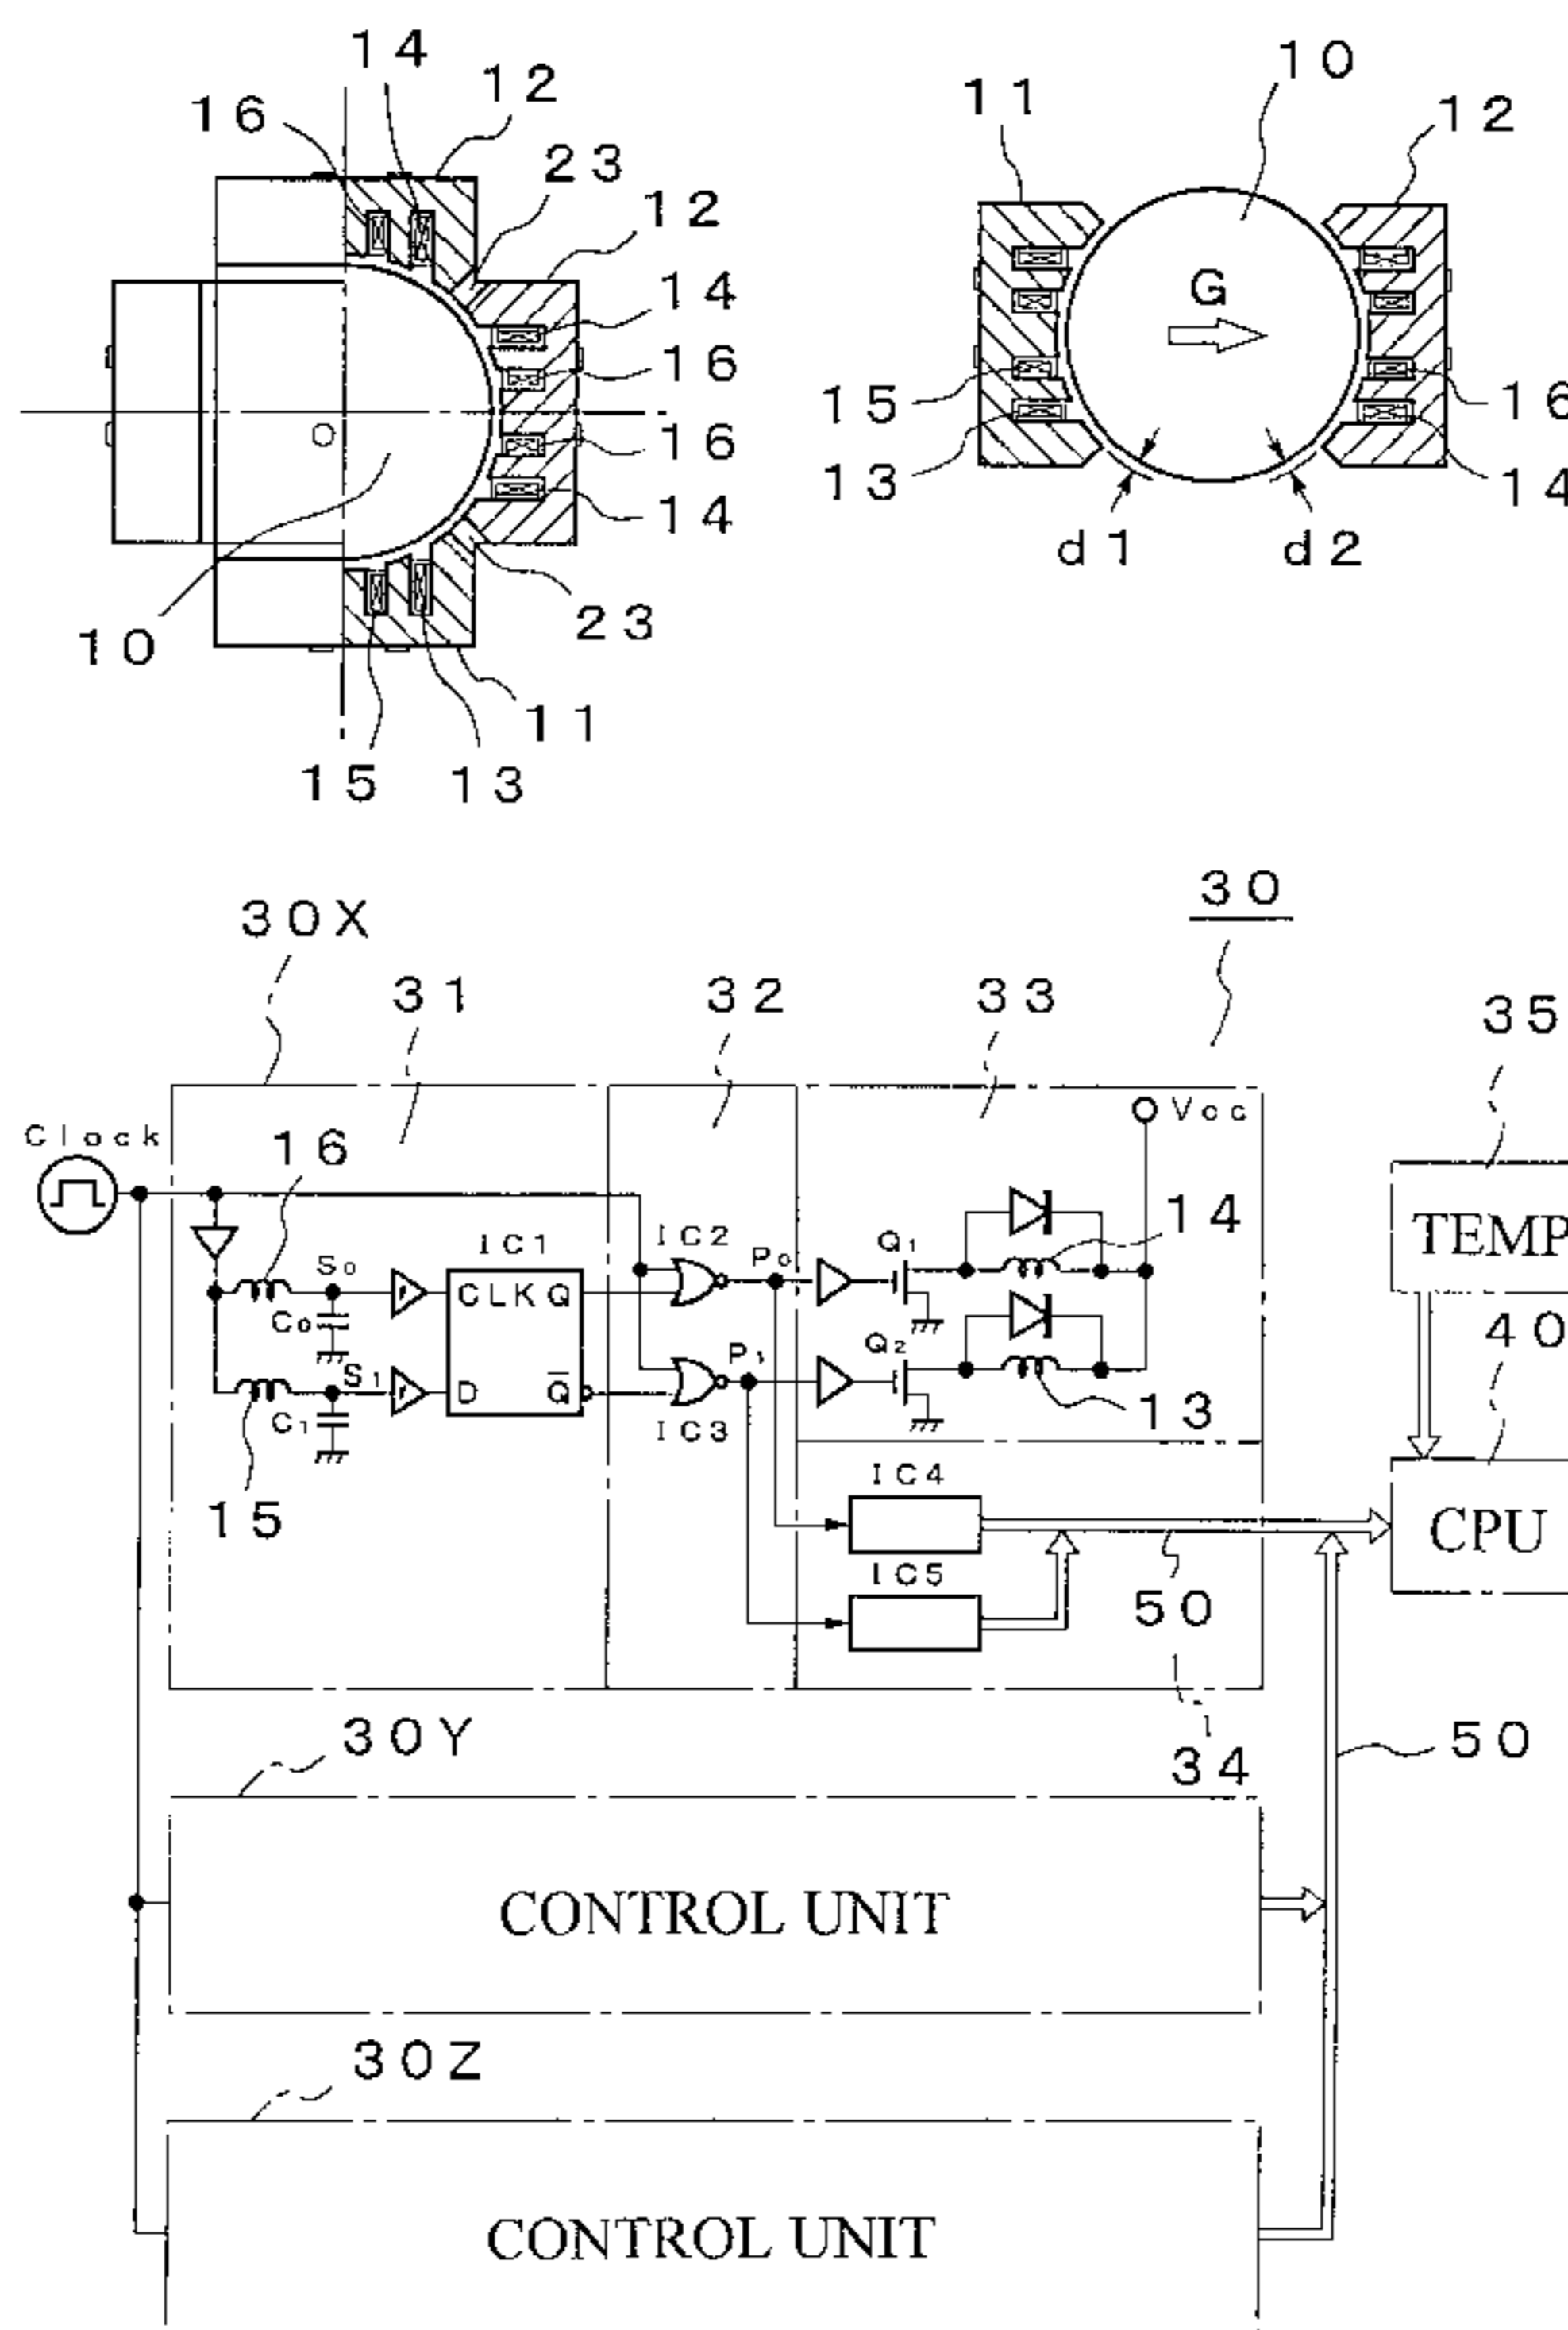 14
16
12
23
12
14
16
16
14
23
10
11
15
13
10
11
12
G
15
13
16
14
d1
d2
30
30X
31
32
33
35
Clock
Vcc
16
14
TEMP
IC1
IC2
P0
Q1
S0
CLK Q
C0
40
S1
P1
Q2
D Q̅
C1
IC3
13
15
IC4
CPU
IC5
50
34
50
30Y
CONTROL UNIT
30Z
CONTROL UNIT